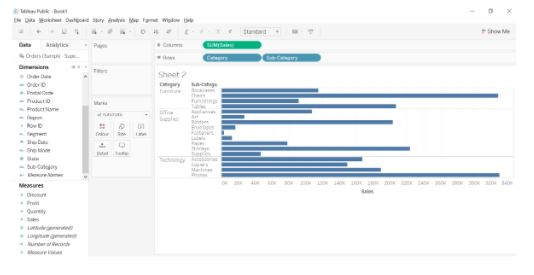 Tableau Public - Book1
File Data Worksheet Dashboard Story Analysis Map Format Window Help
Standard
Show Me
Data Analytics
Pages
Columns SUM(Sales)
Rows Category Sub-Category
Orders (Sample - Supe...
Dimensions
Order Date
Order ID
Postal Code
Product ID
Product Name
Region
Row ID
Segment
Ship Date
Ship Mode
State
Sub-Category
Measure Names
Measures
Discount
Profit
Quantity
Sales
Latitude (generated)
Longitude (generated)
Number of Records
Measure Values
Filters
Marks
Automatic
Colour Size Label
Detail Tooltip
Sheet 2
Category Sub-Catego..
Furniture Bookcases
Chairs
Furnishings
Tables
Office Supplies Appliances
Art
Binders
Envelopes
Fasteners
Labels
Paper
Storage
Supplies
Technology Accessories
Copiers
Machines
Phones
0K 20K 40K 60K 80K 100K 120K 140K 160K 180K 200K 220K 240K 260K 280K 300K 320K 340K
Sales